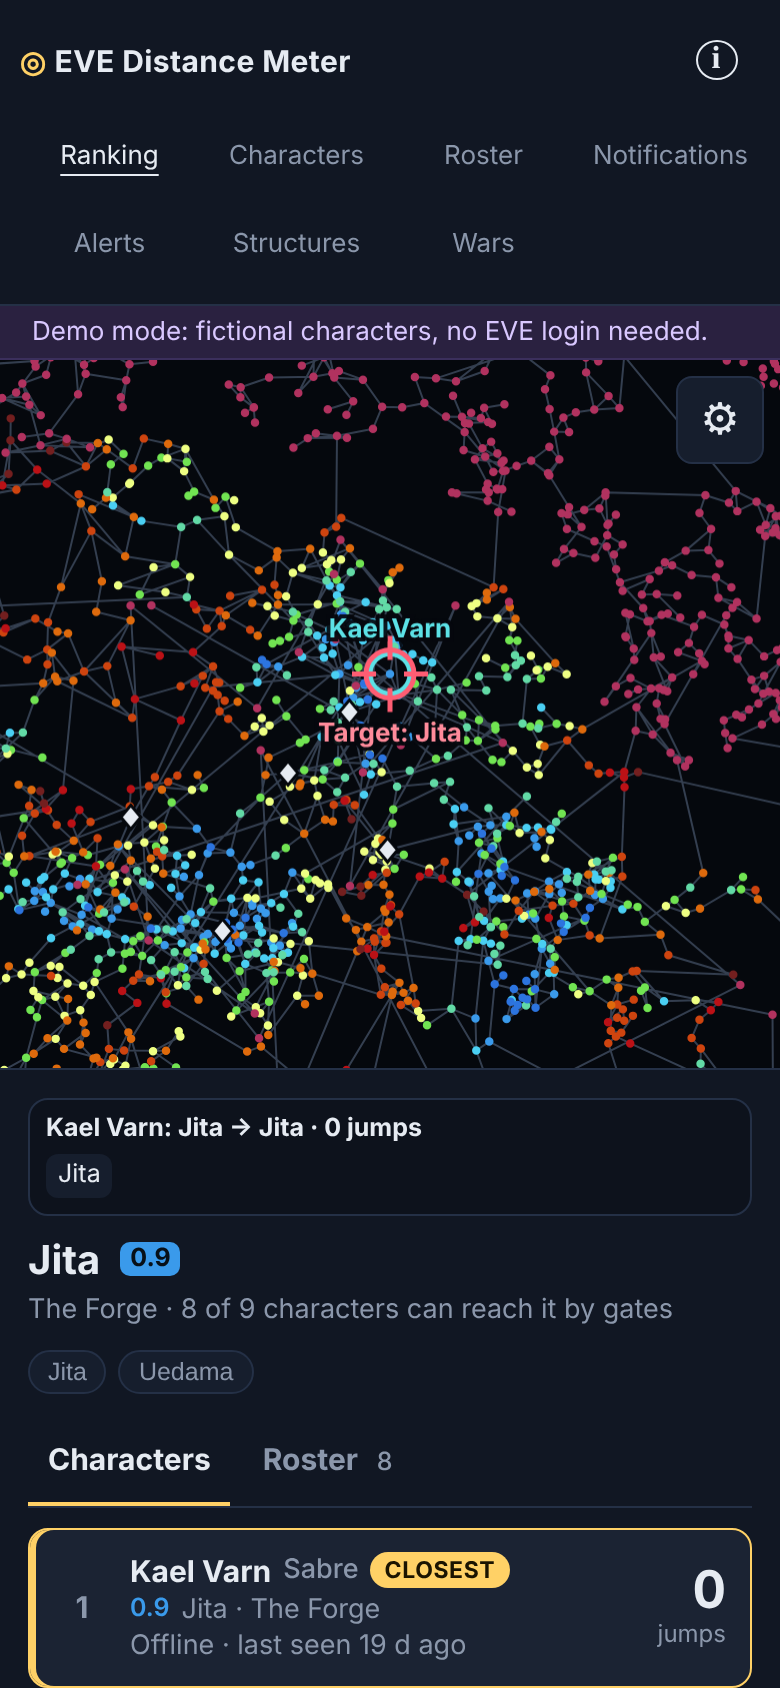 EVE Distance Meter
i
Ranking Characters Roster Notifications
Alerts Structures Wars
Demo mode: fictional characters, no EVE login needed.
Kael Varn
Target: Jita
Kael Varn: Jita → Jita · 0 jumps
Jita
Jita 0.9
The Forge · 8 of 9 characters can reach it by gates
Jita Uedama
Characters Roster 8
1
Kael Varn Sabre CLOSEST
0.9 Jita · The Forge
Offline · last seen 19 d ago
0
jumps